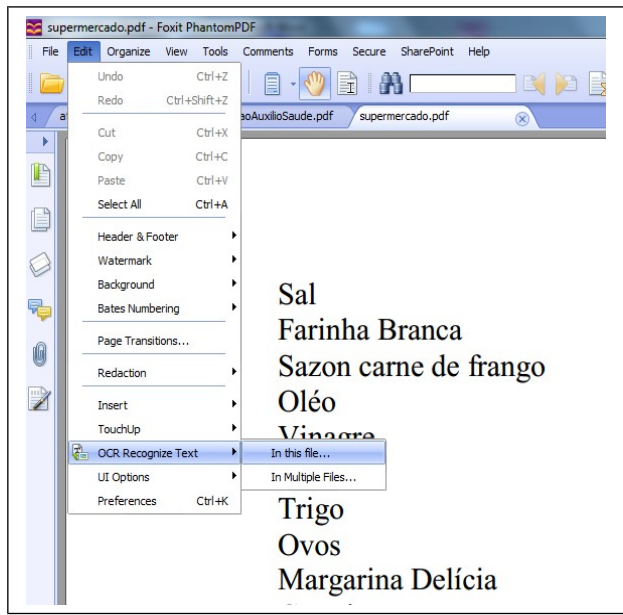 supermercado.pdf - Foxit PhantomPDF
File Edit Organize View Tools Comments Forms Secure SharePoint Help
aoAuxilioSaude.pdf supermercado.pdf
Undo Ctrl+Z
Redo Ctrl+Shift+Z
Cut Ctrl+X
Copy Ctrl+C
Paste Ctrl+V
Select All Ctrl+A
Header & Footer
Watermark
Background
Bates Numbering
Page Transitions...
Redaction
Insert
TouchUp
OCR Recognize Text
UI Options
Preferences Ctrl+K
In this file...
In Multiple Files...
Sal
Farinha Branca
Sazon carne de frango
Oléo
Vinagre
Trigo
Ovos
Margarina Delícia